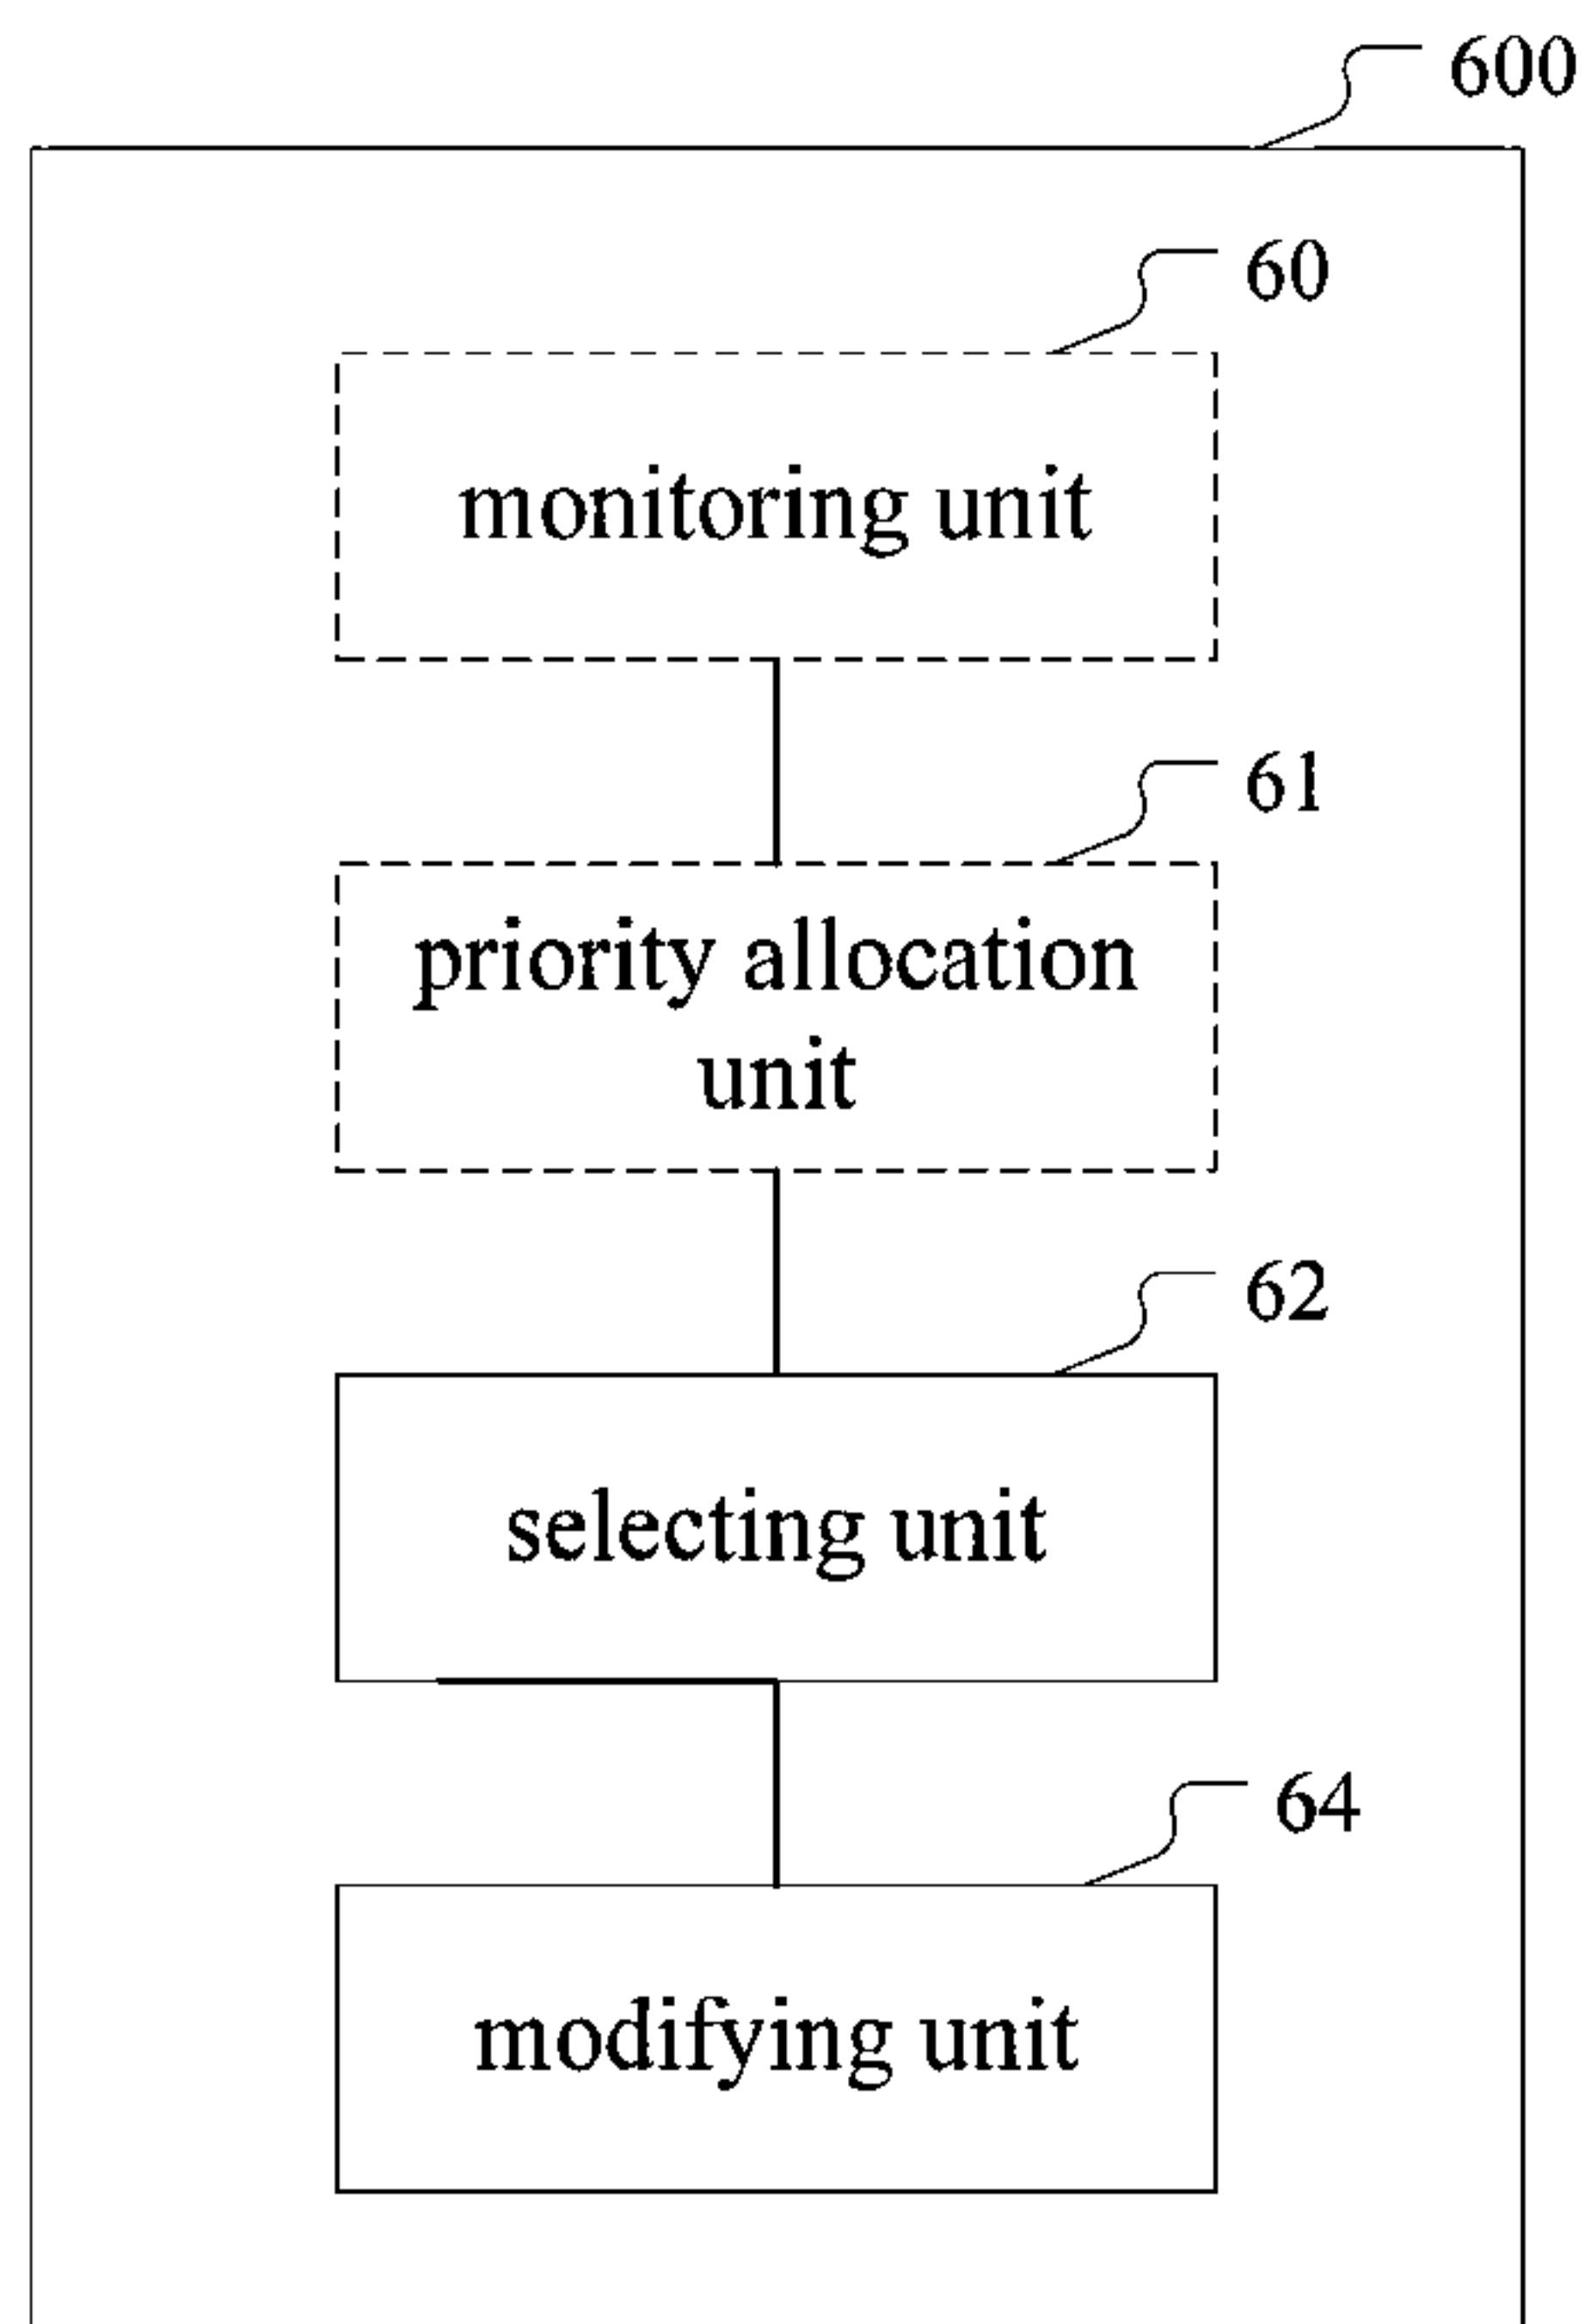 600
60
monitoring unit
61
priority allocation
unit
62
selecting unit
64
modifying unit